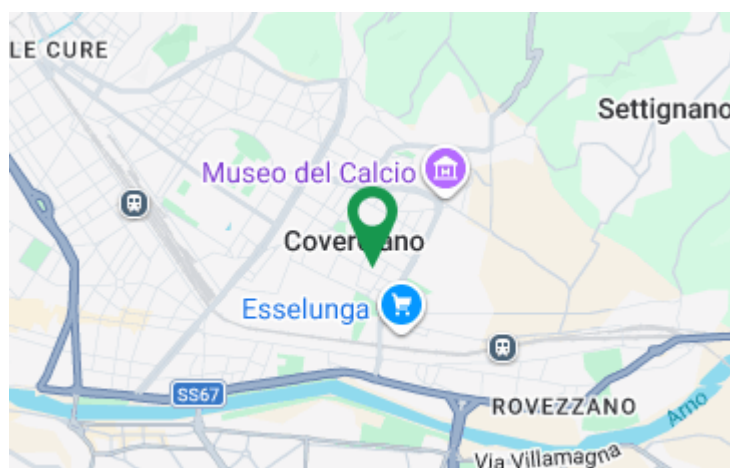 LE CURE
Settignano
Museo del Calcio
Coverciano
Esselunga
SS67
ROVEZZANO
Arno
Via Villamagna